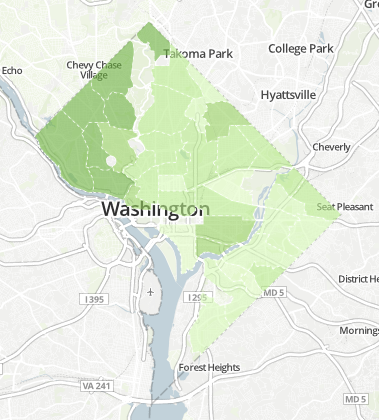 Gr
Takoma Park
College Park
Chevy Chase
Village
Echo
Hyattsville
Cheverly
Seat Pleasant
Washington
District He
I 295
MD 5
I 395
Mornings
Forest Heights
VA 241
MD 5